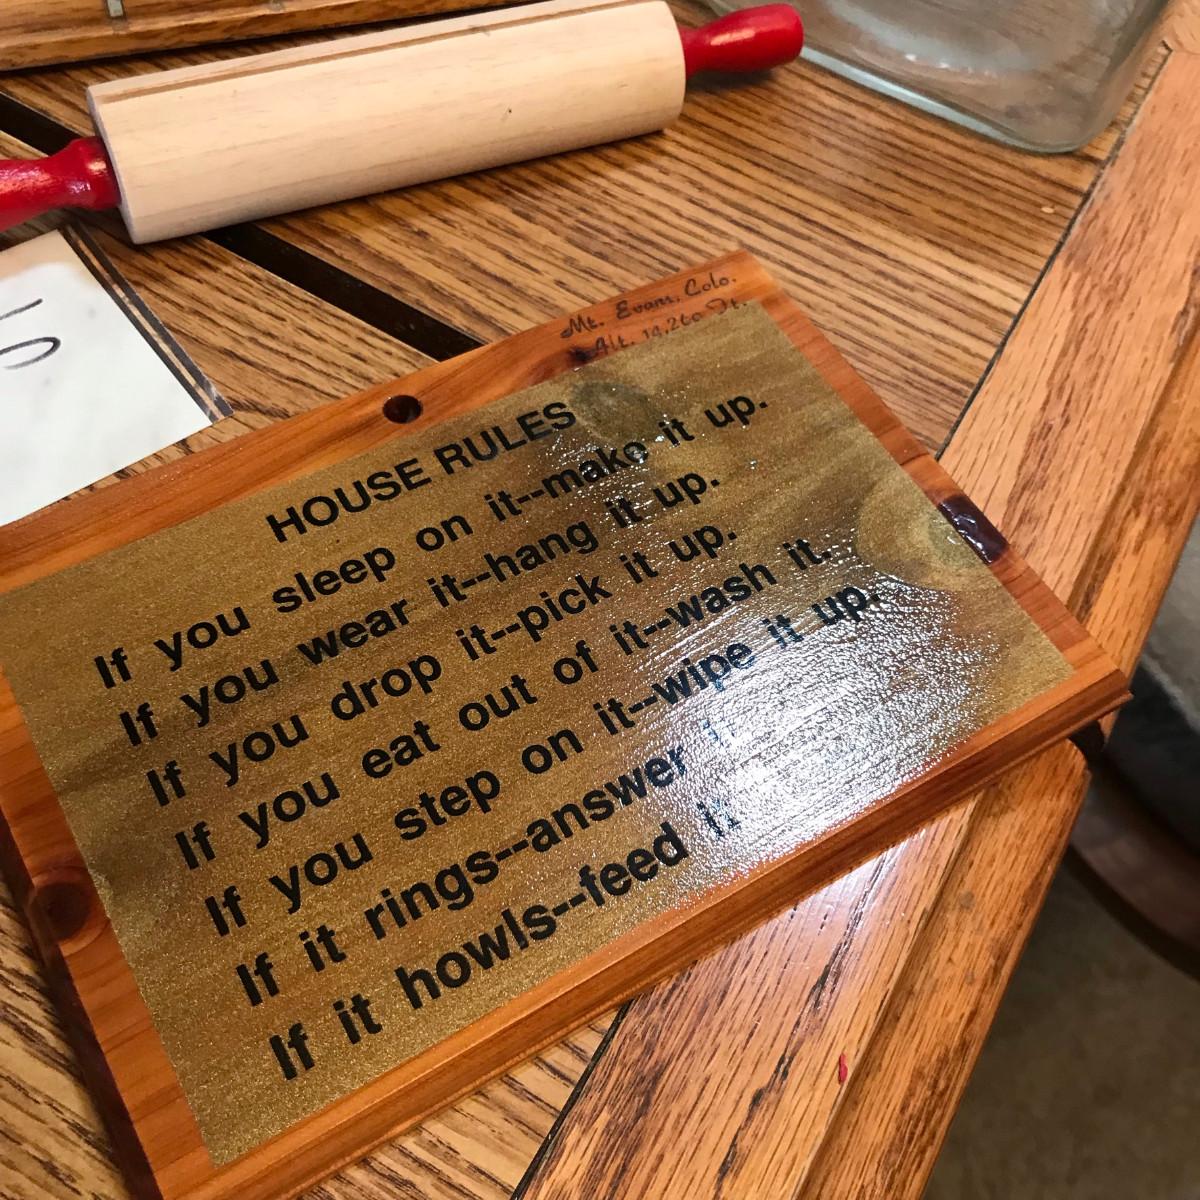 Mt. Evans, Colo.
Alt. 14,260 Ft.
HOUSE RULES
If you sleep on it--make it up.
If you wear it--hang it up.
If you drop it--pick it up.
If you eat out of it--wash it.
If you step on it--wipe it up.
If it rings--answer it
If it howls--feed it